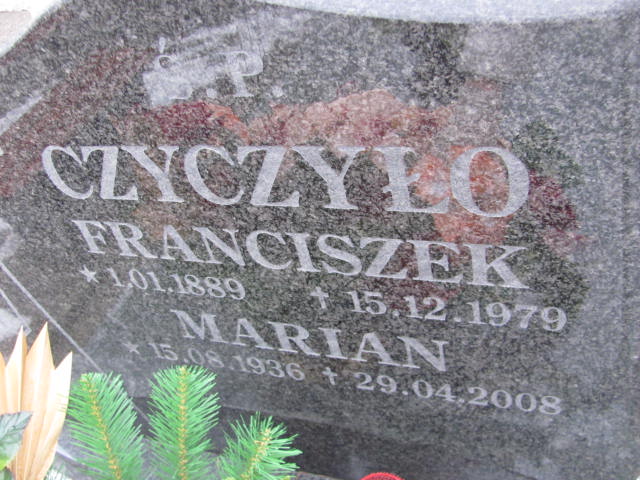 Ś.P.
CZYCZYŁO
FRANCISZEK
★ 1.01.1889 ✝ 15.12.1979
MARIAN
★ 15.08.1936 ✝ 29.04.2008